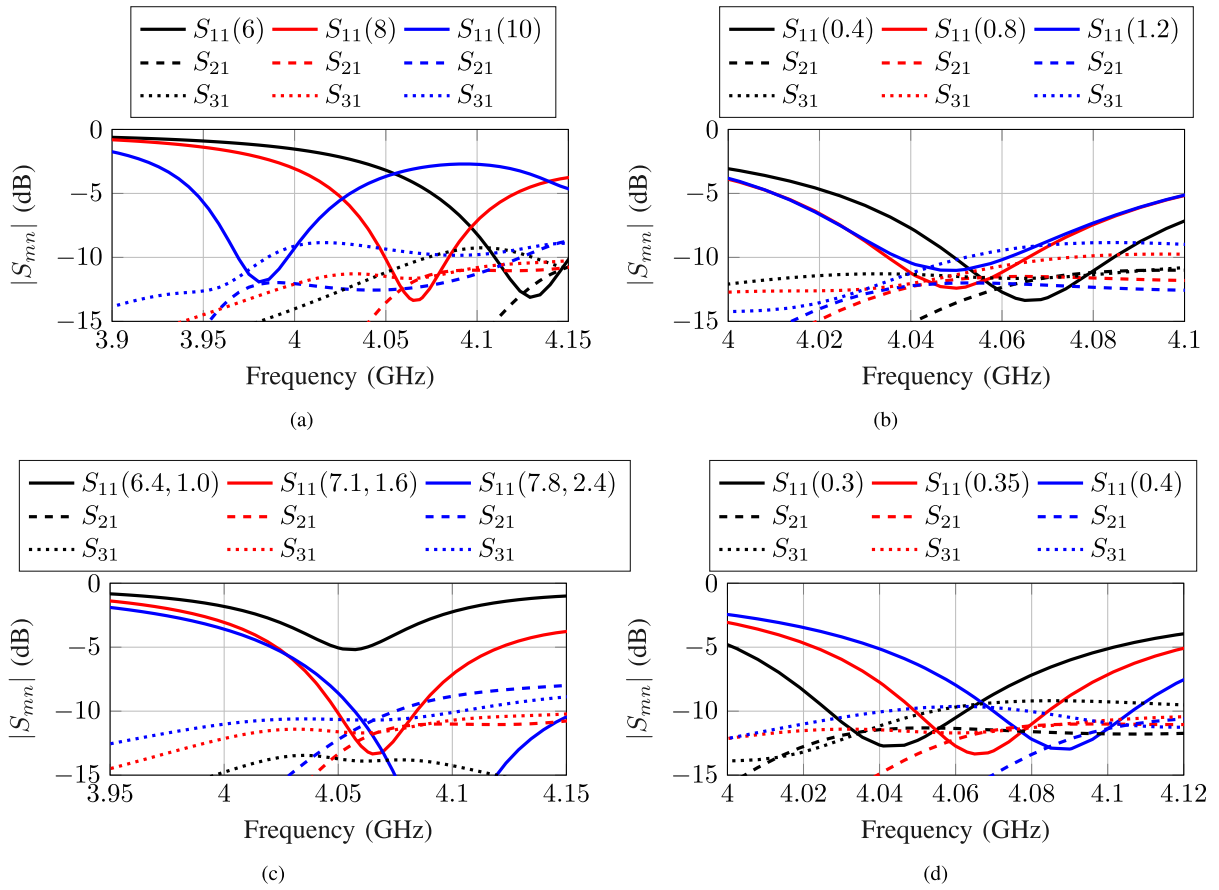 S11(6) S11(8) S11(10)
S21 S21 S21
S31 S31 S31
0
−5
−10
−15
|Smn| (dB)
3.9 3.95 4 4.05 4.1 4.15
Frequency (GHz)
(a)
S11(0.4) S11(0.8) S11(1.2)
S21 S21 S21
S31 S31 S31
0
−5
−10
−15
|Smn| (dB)
4 4.02 4.04 4.06 4.08 4.1
Frequency (GHz)
(b)
S11(6.4, 1.0) S11(7.1, 1.6) S11(7.8, 2.4)
S21 S21 S21
S31 S31 S31
0
−5
−10
−15
|Smn| (dB)
3.95 4 4.05 4.1 4.15
Frequency (GHz)
(c)
S11(0.3) S11(0.35) S11(0.4)
S21 S21 S21
S31 S31 S31
0
−5
−10
−15
|Smn| (dB)
4 4.02 4.04 4.06 4.08 4.1 4.12
Frequency (GHz)
(d)